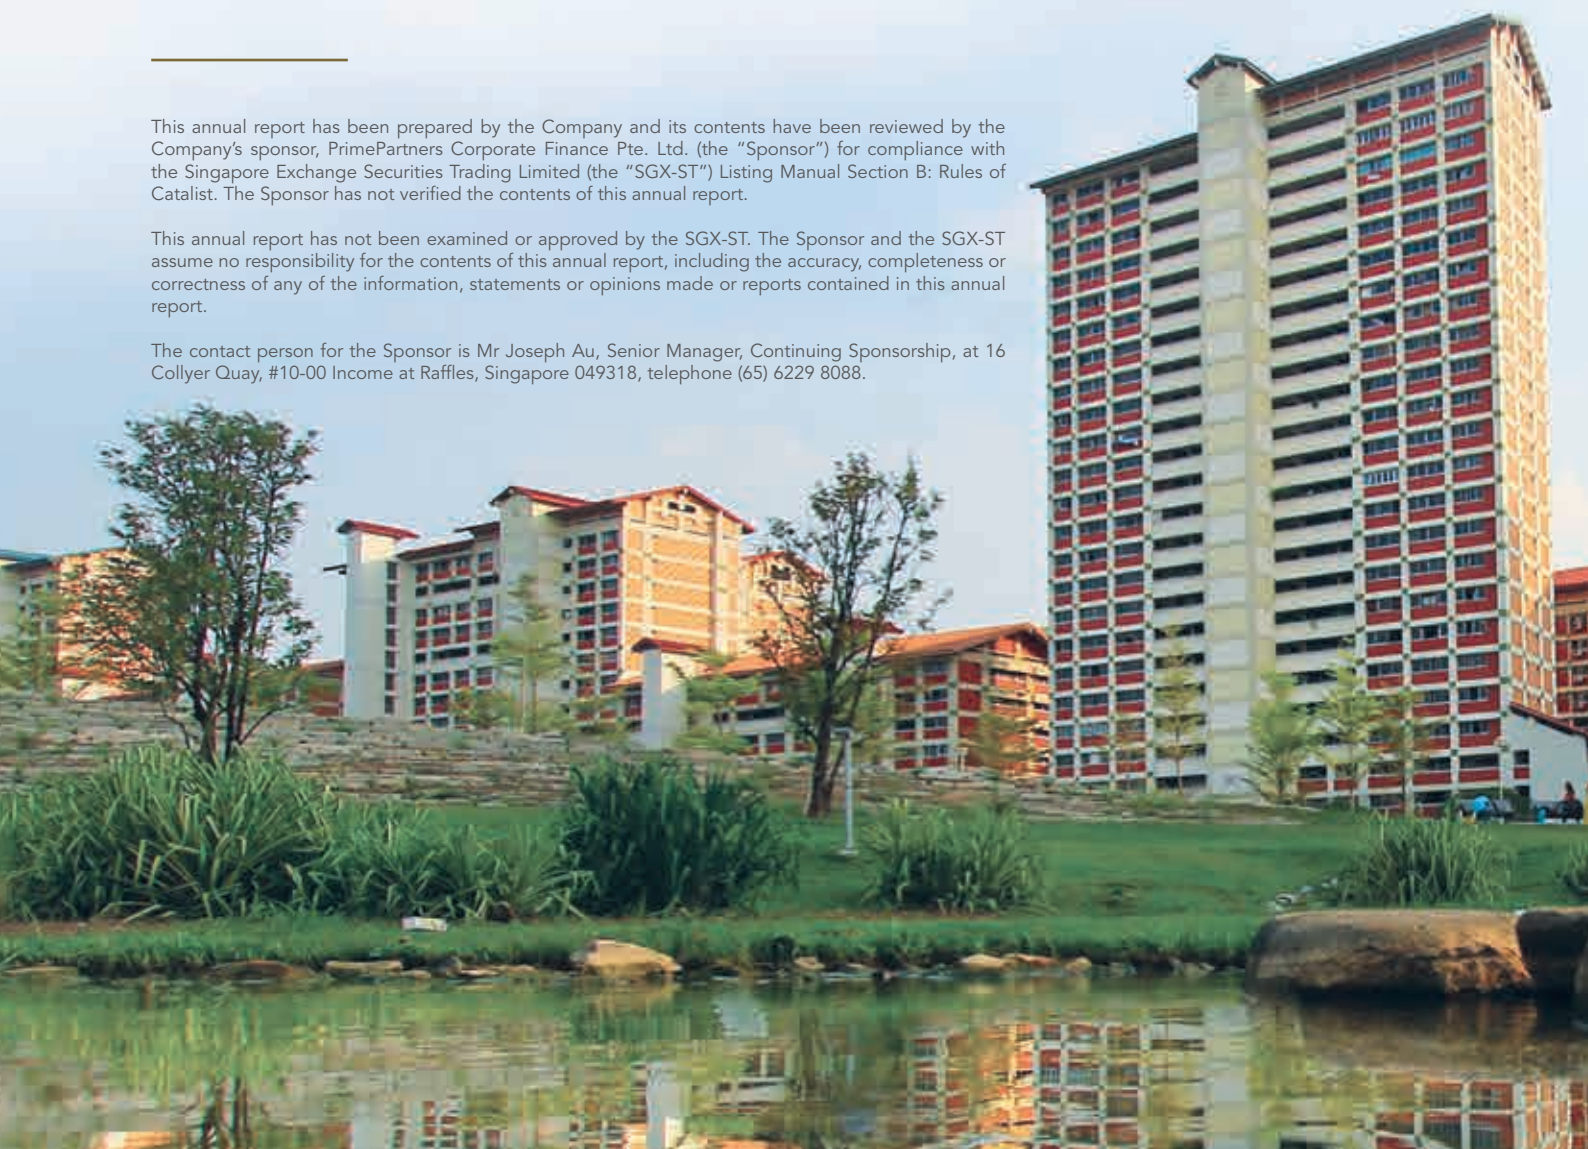 This annual report has been prepared by the Company and its contents have been reviewed by the
Company’s sponsor, PrimePartners Corporate Finance Pte. Ltd. (the “Sponsor”) for compliance with
the Singapore Exchange Securities Trading Limited (the “SGX-ST”) Listing Manual Section B: Rules of
Catalist. The Sponsor has not verified the contents of this annual report.
This annual report has not been examined or approved by the SGX-ST. The Sponsor and the SGX-ST
assume no responsibility for the contents of this annual report, including the accuracy, completeness or
correctness of any of the information, statements or opinions made or reports contained in this annual
report.
The contact person for the Sponsor is Mr Joseph Au, Senior Manager, Continuing Sponsorship, at 16
Collyer Quay, #10-00 Income at Raffles, Singapore 049318, telephone (65) 6229 8088.